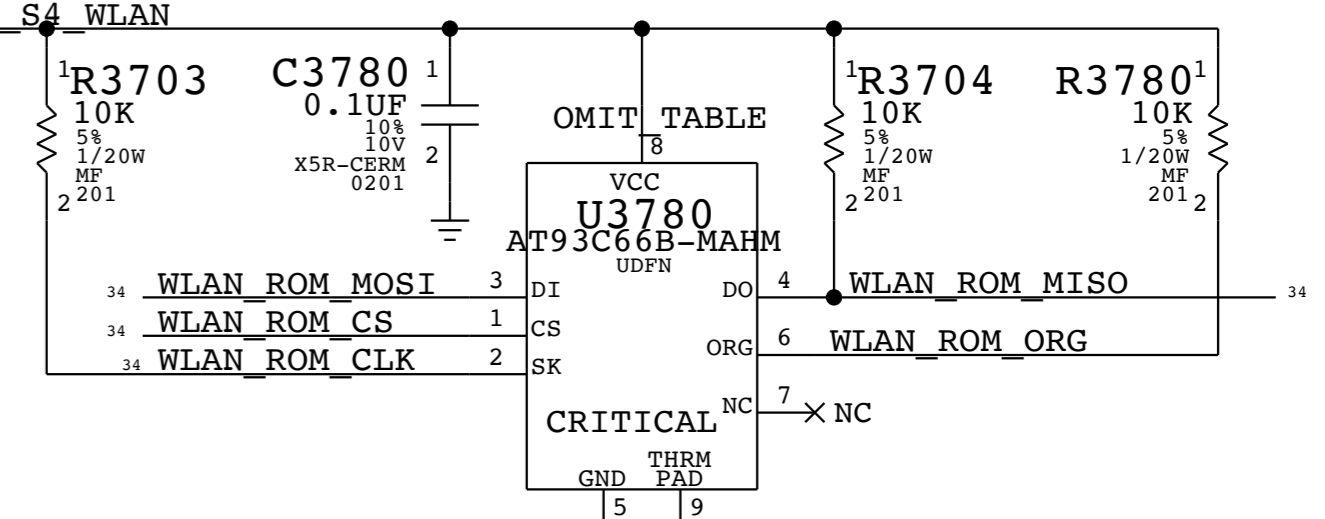 _S4_WLAN
1
R3703
10K
5%
1/20W
MF
201
2
C3780
0.1UF
10%
10V
X5R-CERM
0201
1
2
OMIT_TABLE
8
VCC
U3780
AT93C66B-MAHM
UDFN
1
R3704
10K
5%
1/20W
MF
201
2
R3780
1
10K
5%
1/20W
MF
201
2
34 WLAN_ROM_MOSI 3 DI
34 WLAN_ROM_CS 1 CS
34 WLAN_ROM_CLK 2 SK
DO 4 WLAN_ROM_MISO 34
ORG 6 WLAN_ROM_ORG
NC 7 NC
CRITICAL
GND
THRM
PAD
5
9